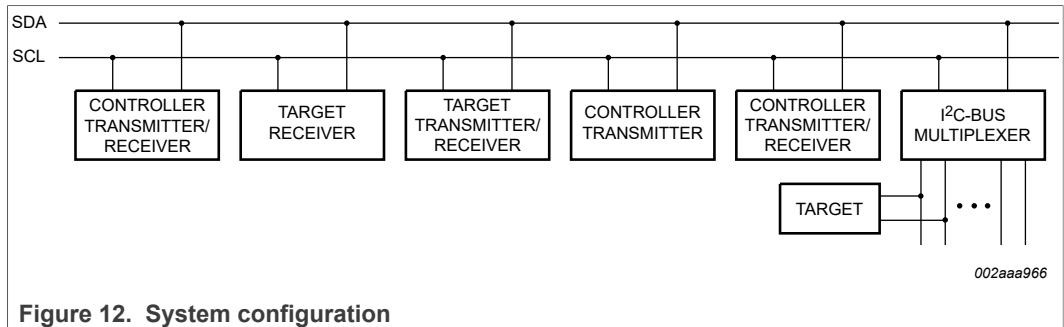 SDA
SCL
CONTROLLER
TRANSMITTER/
RECEIVER
TARGET
RECEIVER
TARGET
TRANSMITTER/
RECEIVER
CONTROLLER
TRANSMITTER
CONTROLLER
TRANSMITTER/
RECEIVER
I²C-BUS
MULTIPLEXER
TARGET
002aaa966
Figure 12. System configuration